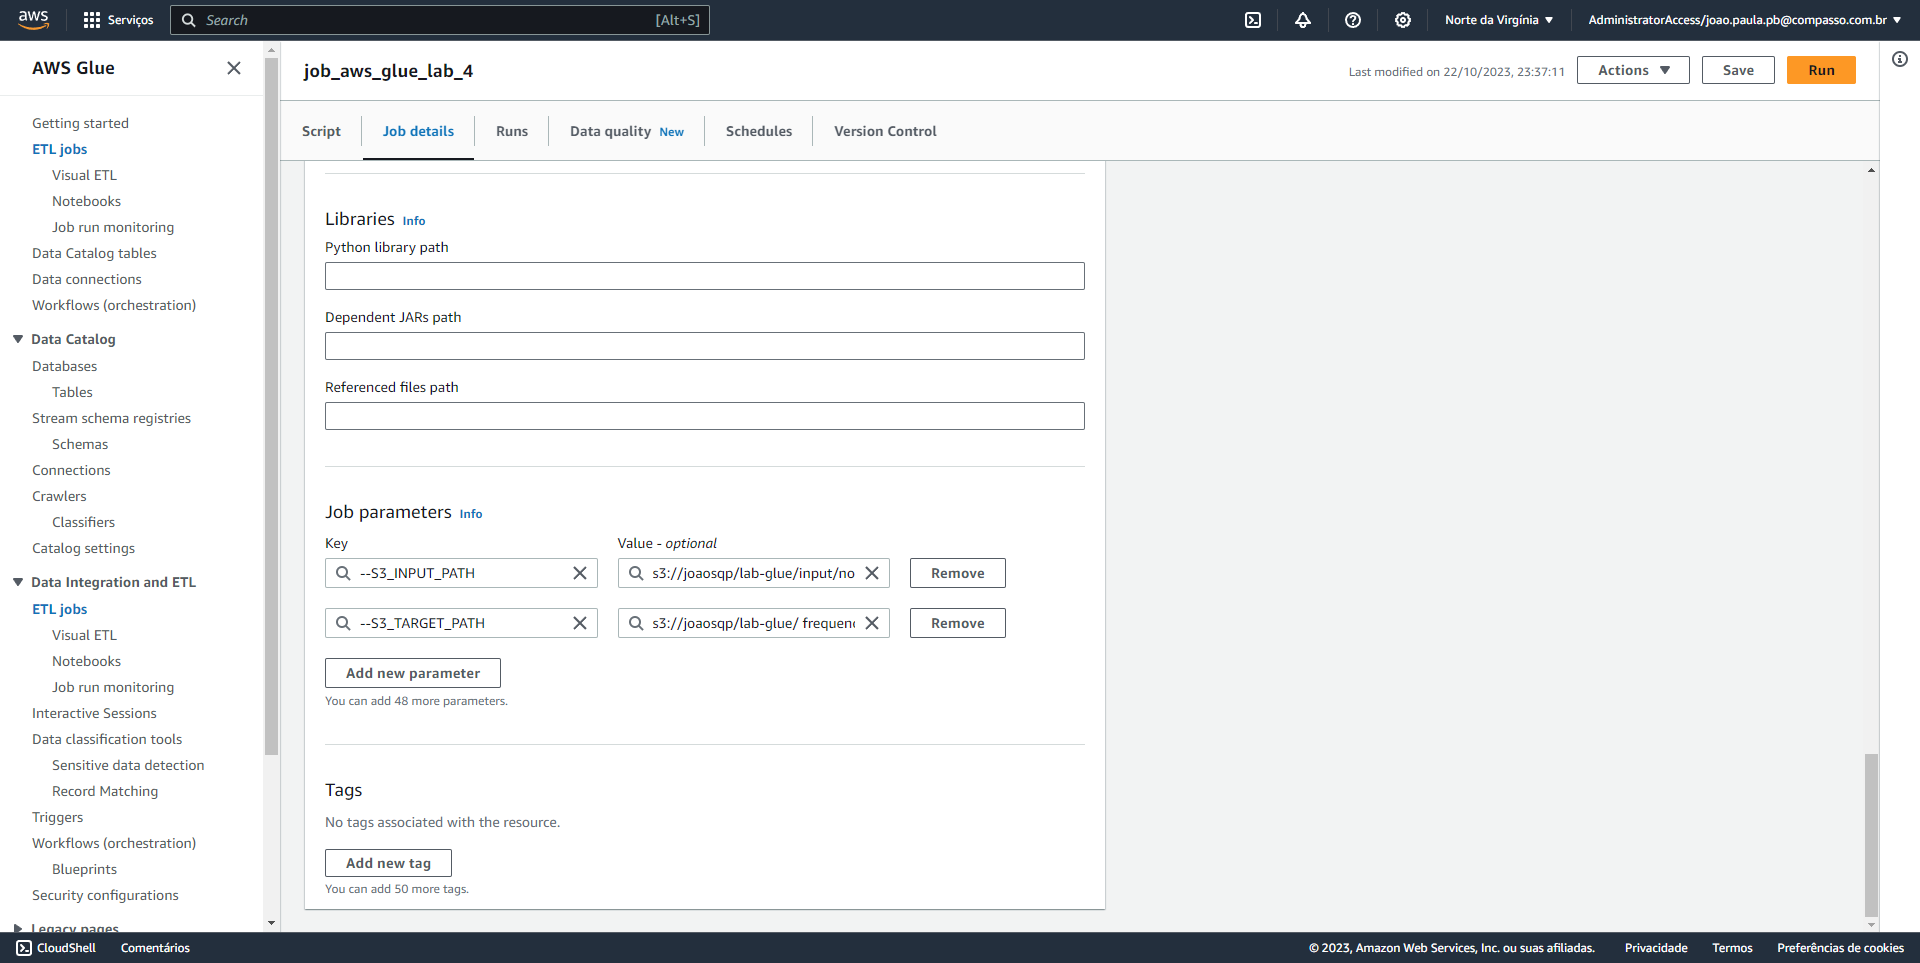 aws
Serviços
Search
[Alt+S]
Norte da Virgínia
AdministratorAccess/joao.paula.pb@compasso.com.br
AWS Glue
Getting started
ETL jobs
Visual ETL
Notebooks
Job run monitoring
Data Catalog tables
Data connections
Workflows (orchestration)
Data Catalog
Databases
Tables
Stream schema registries
Schemas
Connections
Crawlers
Classifiers
Catalog settings
Data Integration and ETL
ETL jobs
Visual ETL
Notebooks
Job run monitoring
Interactive Sessions
Data classification tools
Sensitive data detection
Record Matching
Triggers
Workflows (orchestration)
Blueprints
Security configurations
Legacy pages
job_aws_glue_lab_4
Last modified on 22/10/2023, 23:37:11
Actions
Save
Run
Script
Job details
Runs
Data quality New
Schedules
Version Control
Libraries Info
Python library path
Dependent JARs path
Referenced files path
Job parameters Info
Key
Value - optional
--S3_INPUT_PATH
s3://joaosqp/lab-glue/input/no
Remove
--S3_TARGET_PATH
s3://joaosqp/lab-glue/ frequenc
Remove
Add new parameter
You can add 48 more parameters.
Tags
No tags associated with the resource.
Add new tag
You can add 50 more tags.
CloudShell
Comentários
© 2023, Amazon Web Services, Inc. ou suas afiliadas.
Privacidade
Termos
Preferências de cookies